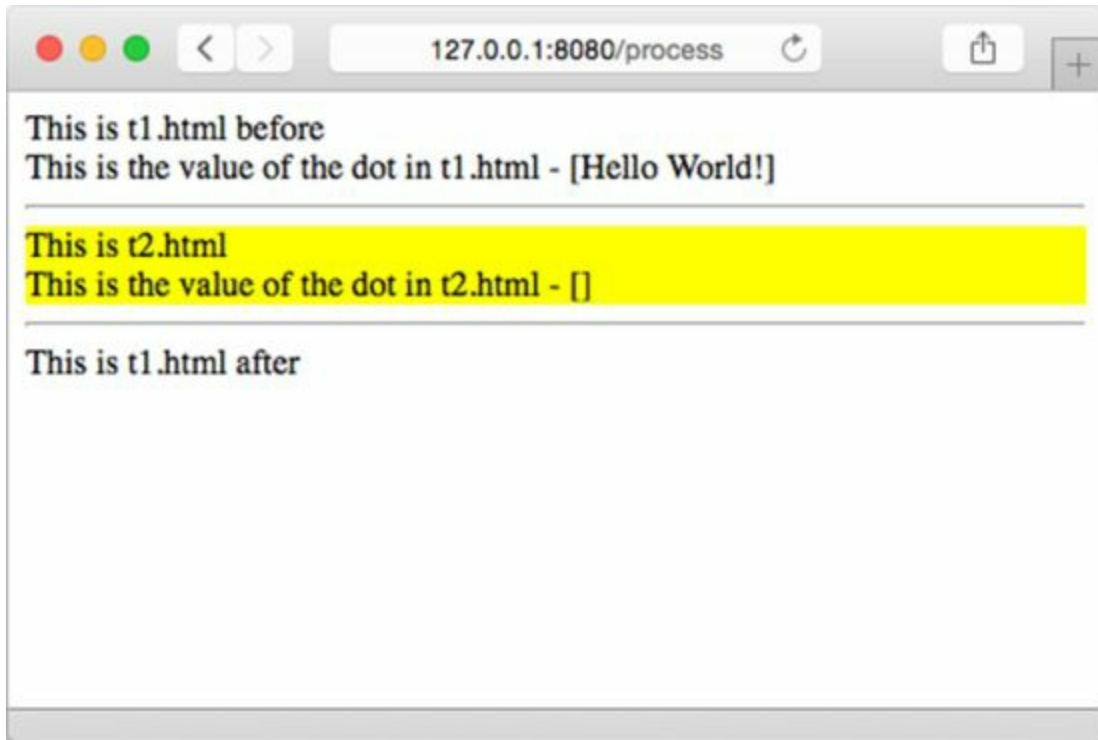 127.0.0.1:8080/process
This is t1.html before
This is the value of the dot in t1.html - [Hello World!]
This is t2.html
This is the value of the dot in t2.html - []
This is t1.html after